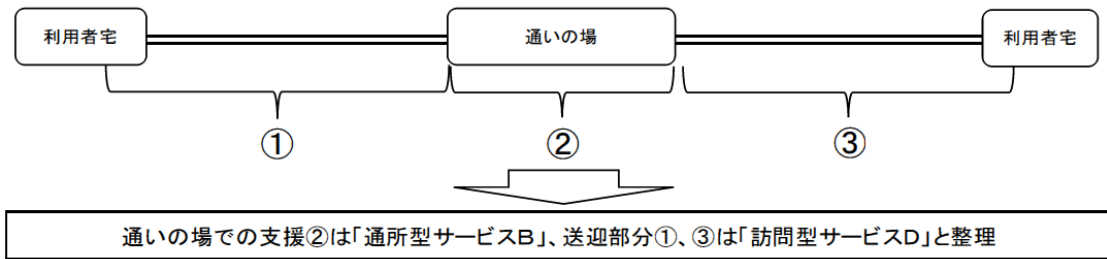 利用者宅
通いの場
利用者宅
①
②
③
通いの場での支援②は「通所型サービスB」、送迎部分①、③は「訪問型サービスD」と整理